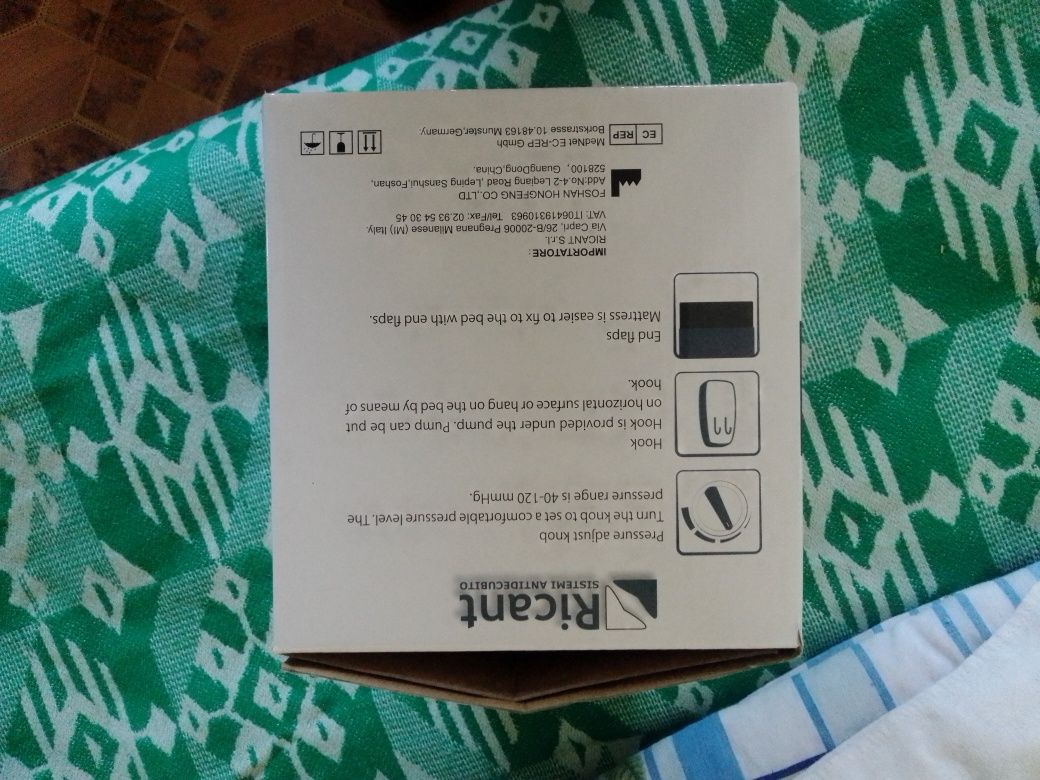 Ricant
SISTEMI ANTIDECUBITO
Pressure adjust knob
Turn the knob to set a comfortable pressure level. The
pressure range is 40-120 mmHg.
Hook
Hook is provided under the pump. Pump can be put
on horizontal surface or hang on the bed by means of
hook.
End flaps
Mattress is easier to fix to the bed with end flaps.
IMPORTATORE:
RICANT S.r.l.
Via Capri, 26/B-20006 Pregnana Milanese (MI) Italy.
VAT: IT06419310963 Tel/Fax: 02.93 54 30 45
FOSHAN HONGFENG CO.,LTD
Add:No.4-2 Leqiang Road ,Leping ,Sanshui,Foshan,
528100, GuangDong,China.
EC REP
MedNet EC-REP Gmbh
Borkstrasse 10.48163 Munster,Germany.